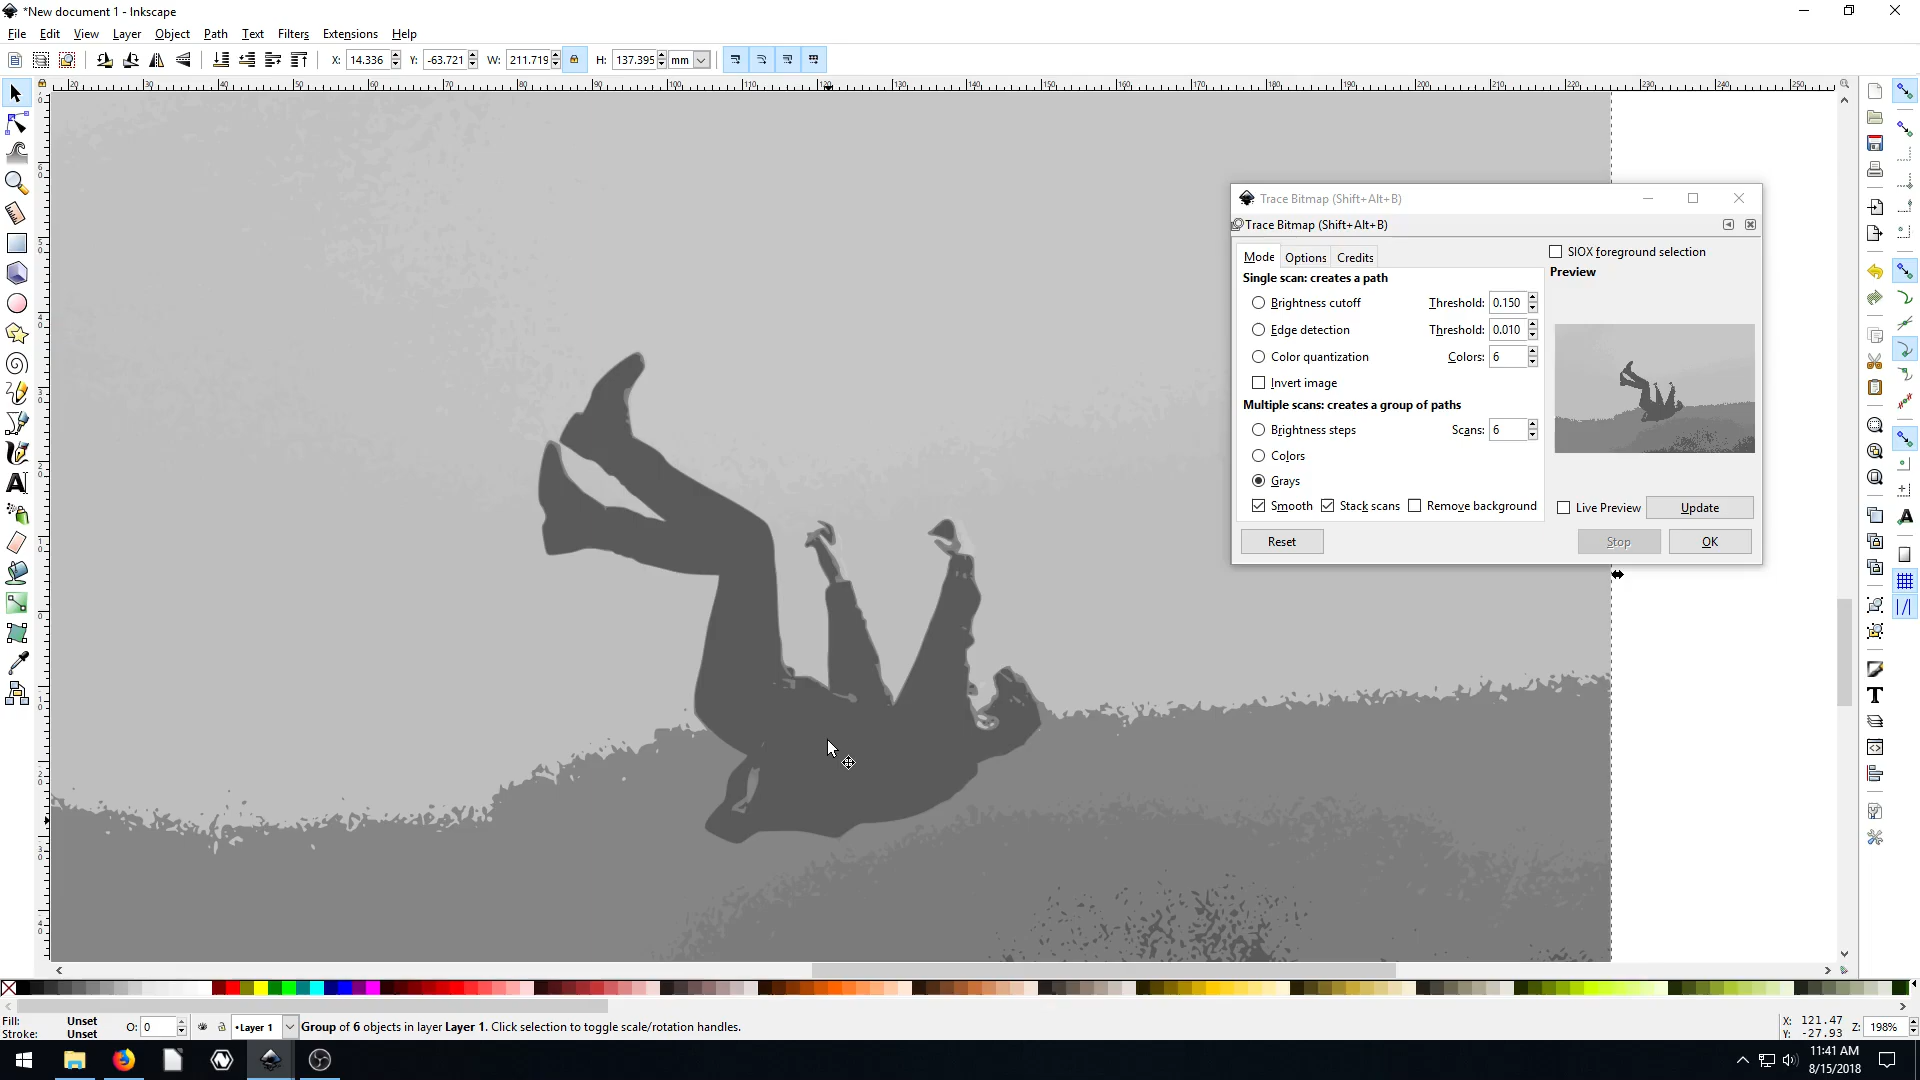 *New document 1 - Inkscape
File Edit View Layer Object Path Text Filters Extensions Help
X: 14.336 Y: -63.721 W: 211.719 H: 137.395 mm
Trace Bitmap (Shift+Alt+B)
Trace Bitmap (Shift+Alt+B)
Mode Options Credits
SIOX foreground selection
Single scan: creates a path
Preview
Brightness cutoff Threshold: 0.150
Edge detection Threshold: 0.010
Color quantization Colors: 6
Invert image
Multiple scans: creates a group of paths
Brightness steps Scans: 6
Colors
Grays
Smooth Stack scans Remove background
Live Preview Update
Reset Stop OK
Fill: Unset
Stroke: Unset
O: 0
•Layer 1
Group of 6 objects in layer Layer 1. Click selection to toggle scale/rotation handles.
X: 121.47
Y: -27.93
Z: 198%
11:41 AM
8/15/2018